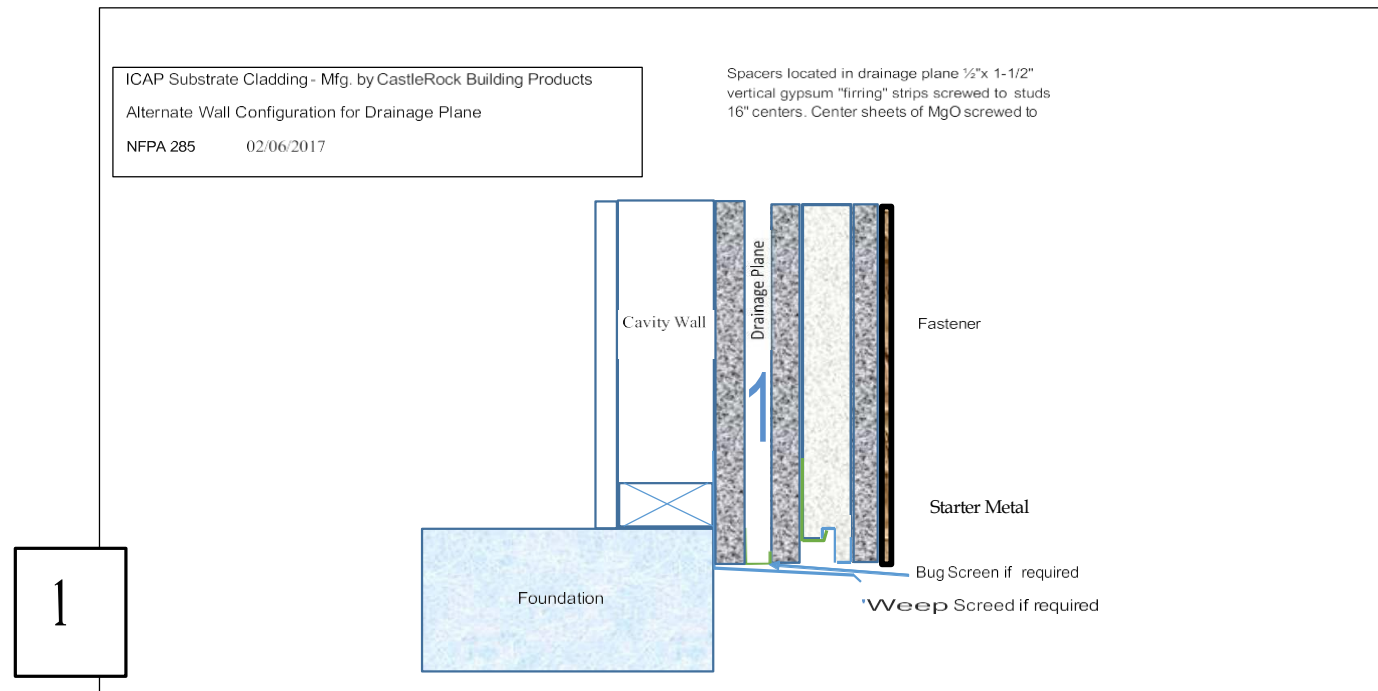 ICAP Substrate Cladding - Mfg. by CastleRock Building Products
Alternate Wall Configuration for Drainage Plane
NFPA 285 02/06/2017
Spacers located in drainage plane ½"x 1-1/2"
vertical gypsum "firring" strips screwed to studs
16" centers. Center sheets of MgO screwed to
Cavity Wall
Drainage Plane
1
Fastener
Starter Metal
Bug Screen if required
Weep Screed if required
Foundation
1